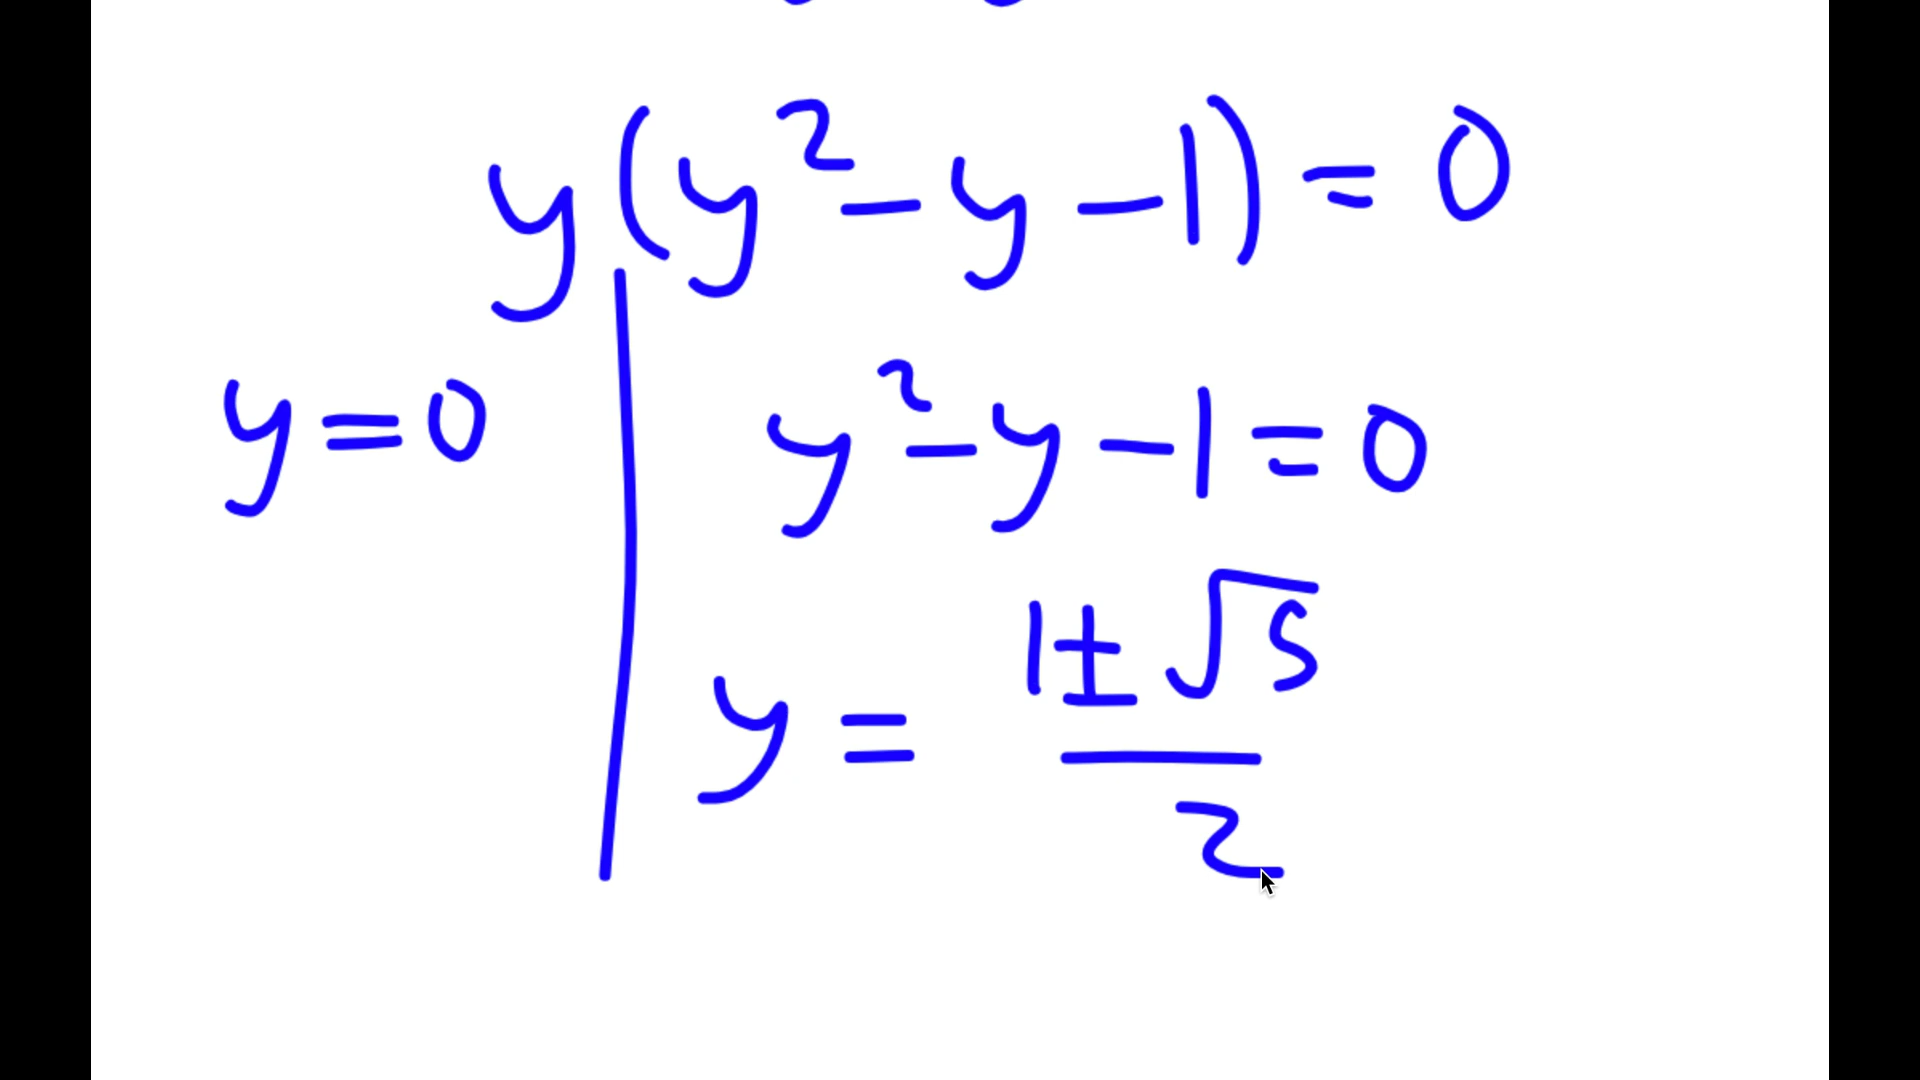 y(y²-y-1)=0
y=0
y²-y-1=0
y = (1±√5)/2